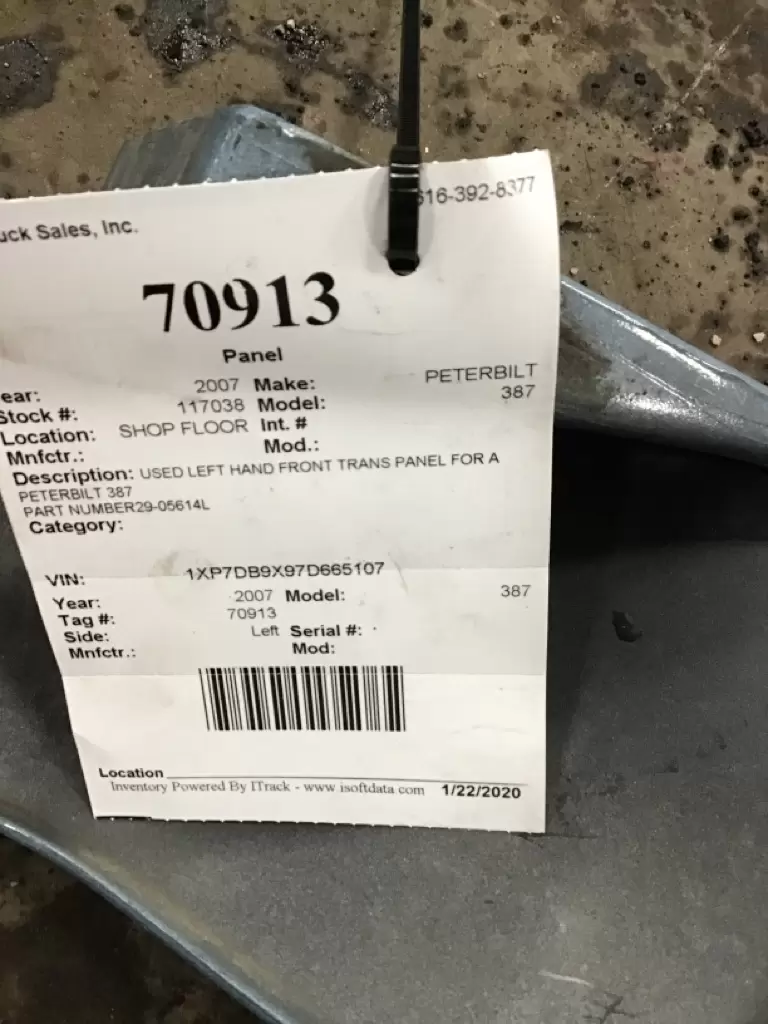 uck Sales, Inc. 616-392-8377
70913
Panel
ear: 2007 Make: PETERBILT
Stock #: 117038 Model: 387
Location: SHOP FLOOR Int. #
Mnfctr.: Mod.:
Description: USED LEFT HAND FRONT TRANS PANEL FOR A
PETERBILT 387
PART NUMBER29-05614L
Category:
VIN: 1XP7DB9X97D665107
Year: 2007 Model: 387
Tag #: 70913
Side: Left Serial #:
Mnfctr.: Mod:
Location
Inventory Powered By ITrack - www.isoftdata.com 1/22/2020